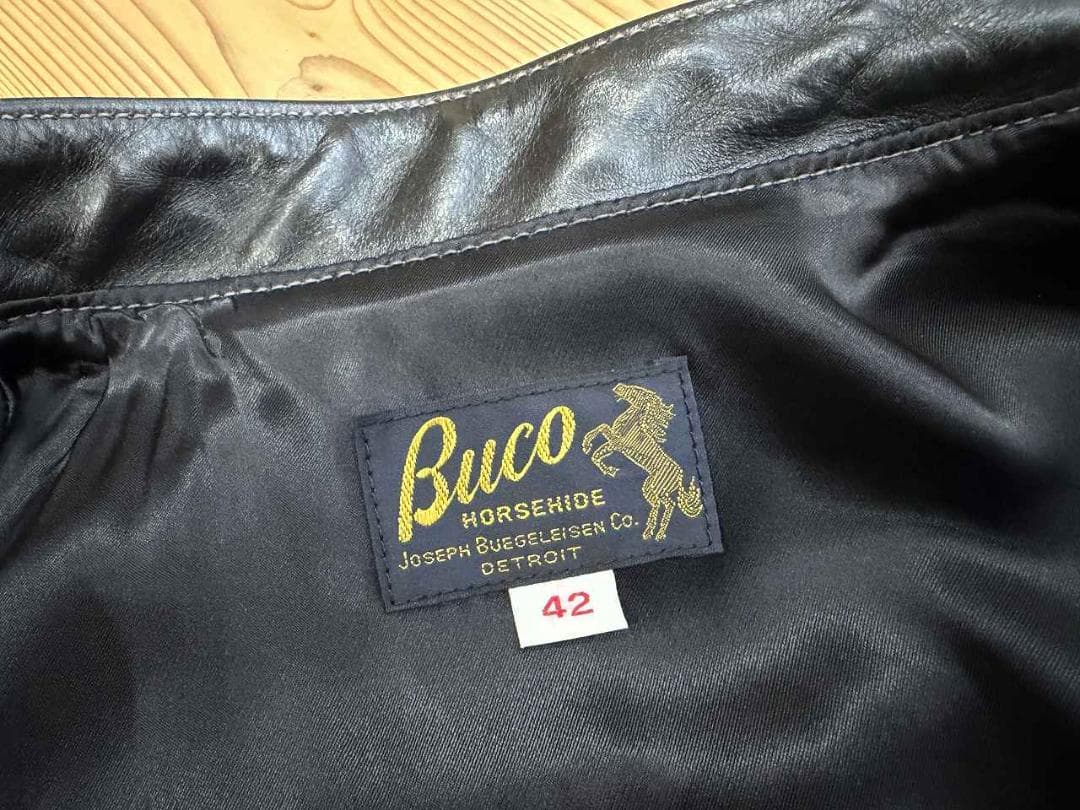 Buco
HORSEHIDE
JOSEPH BUEGELEISEN CO.
DETROIT
42